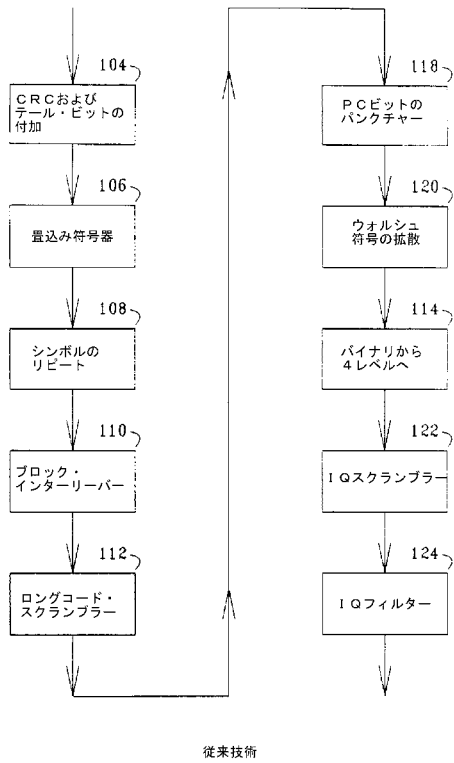 104
ＣＲＣおよび
テール・ビットの
付加
106
畳込み符号器
108
シンボルの
リピート
110
ブロック・
インターリーバー
112
ロングコード・
スクランブラー
118
ＰＣビットの
パンクチャー
120
ウォルシュ
符号の拡散
114
バイナリから
４レベルへ
122
ＩＱスクランブラー
124
ＩＱフィルター
従来技術